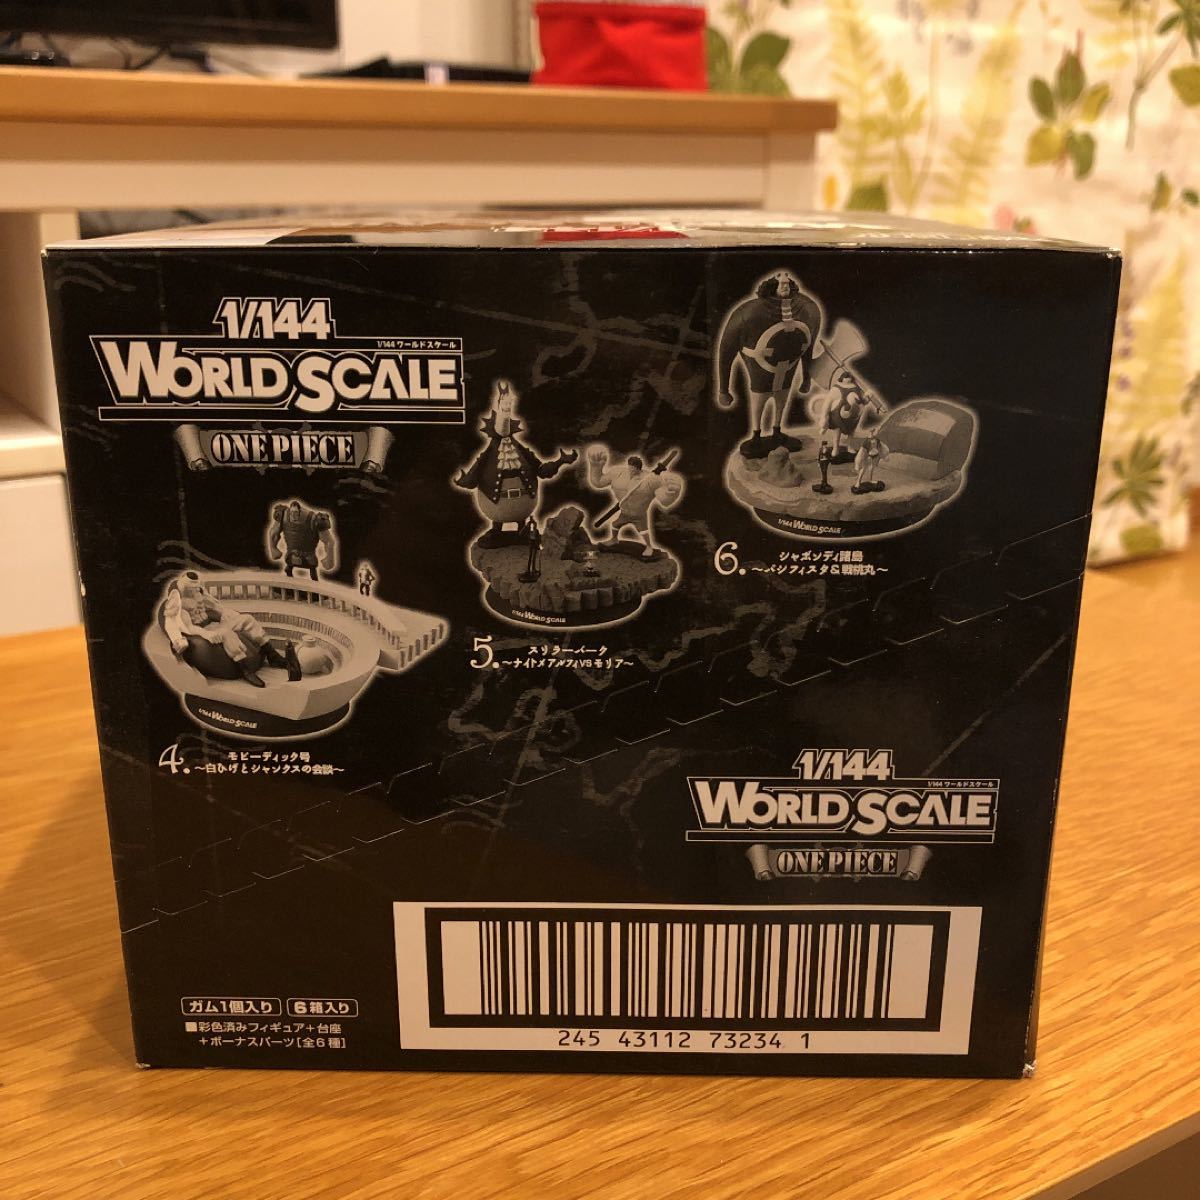 1/144
1/144 ワールドスケール
WORLD SCALE
ONE PIECE
1/144 WORLD SCALE
6. シャボンディ諸島
～パシフィスタ&戦桃丸～
1/144 WORLD SCALE
5. スリラーバーク
～ナイトメアルフィVSモリア～
1/144 WORLD SCALE
4. モビーディック号
～白ひげとシャンクスの会談～
1/144
1/144 ワールドスケール
WORLD SCALE
ONE PIECE
ガム1個入り 6箱入り
■彩色済みフィギュア+台座
+ボーナスパーツ[全6種]
245 43112 73234 1